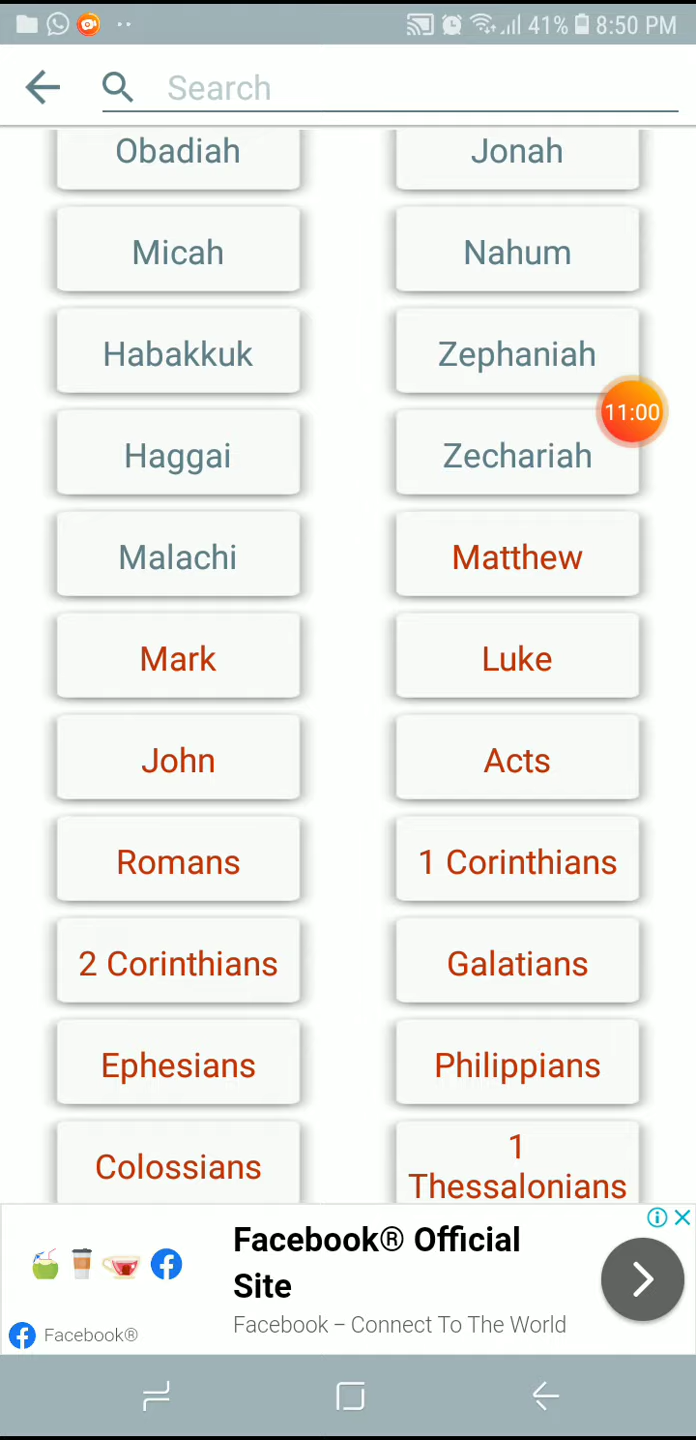 41% 8:50 PM
Search
Obadiah Jonah
Micah Nahum
Habakkuk Zephaniah
11:00
Haggai Zechariah
Malachi Matthew
Mark Luke
John Acts
Romans 1 Corinthians
2 Corinthians Galatians
Ephesians Philippians
Colossians 1
Thessalonians
Facebook® Official
Site
Facebook – Connect To The World
Facebook®